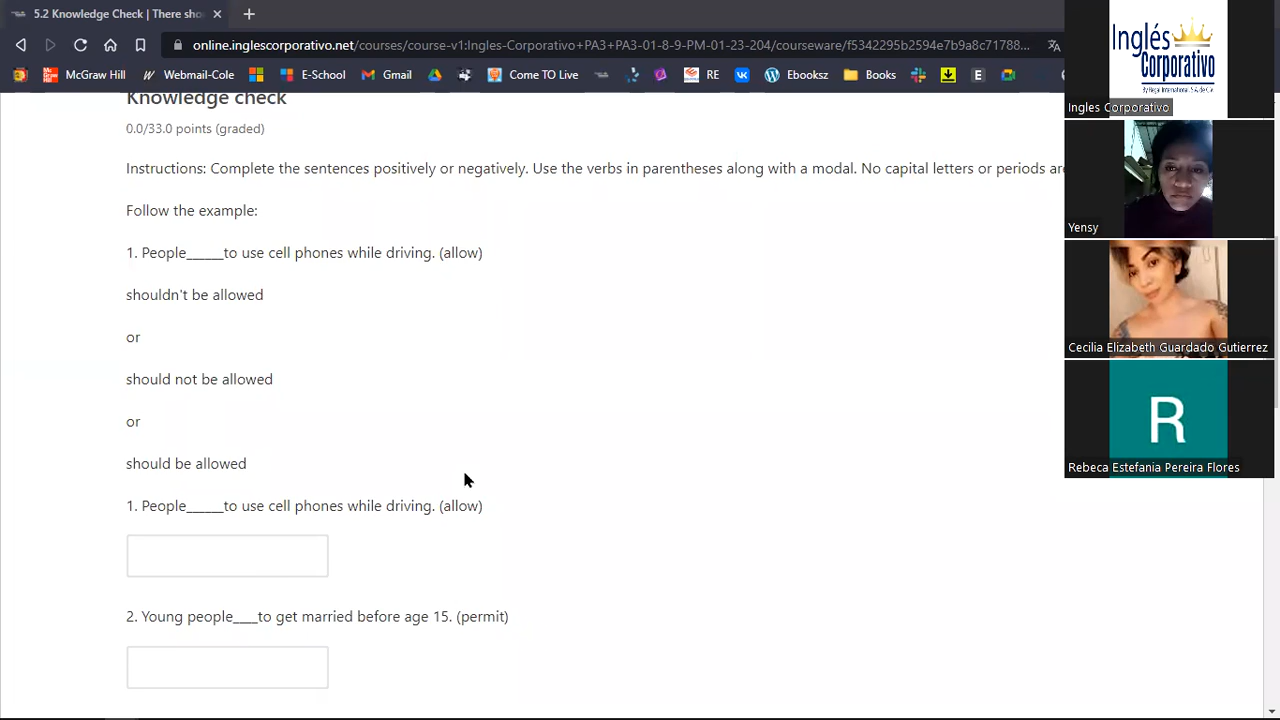 5.2 Knowledge Check | There sho
online.inglescorporativo.net/courses/course-v1:Ingles-Corporativo+PA3+PA3-01-8-9-PM-01-23-204/courseware/f5342295b2594e7b9a8c71788...
McGraw Hill
Webmail-Cole
E-School
Gmail
Come TO Live
RE
Ebooksz
Books
E
Inglés
Corporativo
Ingles Corporativo
Yensy
Cecilia Elizabeth Guardado Gutierrez
R
Rebeca Estefania Pereira Flores
Knowledge check
0.0/33.0 points (graded)
Instructions: Complete the sentences positively or negatively. Use the verbs in parentheses along with a modal. No capital letters or periods are
Follow the example:
1. People______to use cell phones while driving. (allow)
shouldn't be allowed
or
should not be allowed
or
should be allowed
1. People______to use cell phones while driving. (allow)
2. Young people____to get married before age 15. (permit)